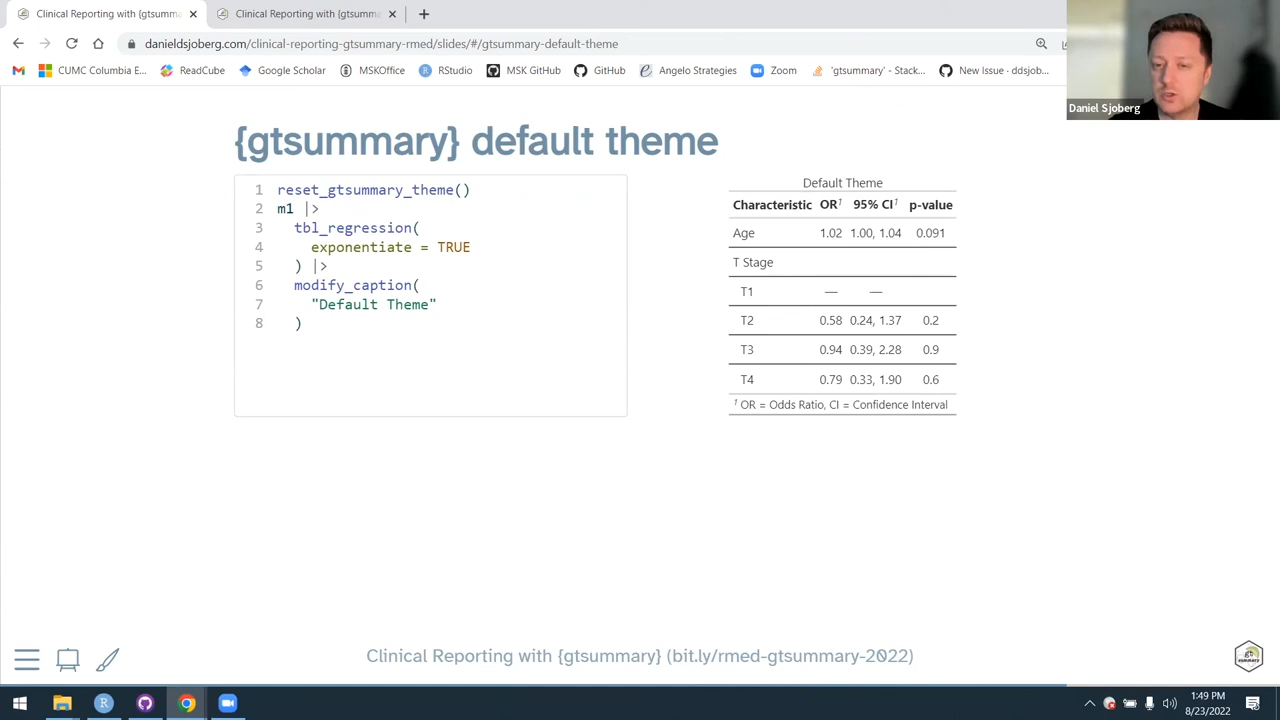 Clinical Reporting with {gtsumma
Clinical Reporting with {gtsumm
danieldsjoberg.com/clinical-reporting-gtsummary-rmed/slides/#/gtsummary-default-theme
CUMC Columbia E...
ReadCube
Google Scholar
MSKOffice
RStudio
MSK GitHub
GitHub
Angelo Strategies
Zoom
'gtsummary' - Stack...
New Issue · ddsjob...
Daniel Sjoberg
{gtsummary} default theme
1 reset_gtsummary_theme()
2 m1 |>
3 tbl_regression(
4 exponentiate = TRUE
5 ) |>
6 modify_caption(
7 "Default Theme"
8 )
Default Theme
Characteristic OR¹ 95% CI¹ p-value
Age 1.02 1.00, 1.04 0.091
T Stage
T1 — —
T2 0.58 0.24, 1.37 0.2
T3 0.94 0.39, 2.28 0.9
T4 0.79 0.33, 1.90 0.6
¹ OR = Odds Ratio, CI = Confidence Interval
Clinical Reporting with {gtsummary} (bit.ly/rmed-gtsummary-2022)
gt
summary
1:49 PM
8/23/2022